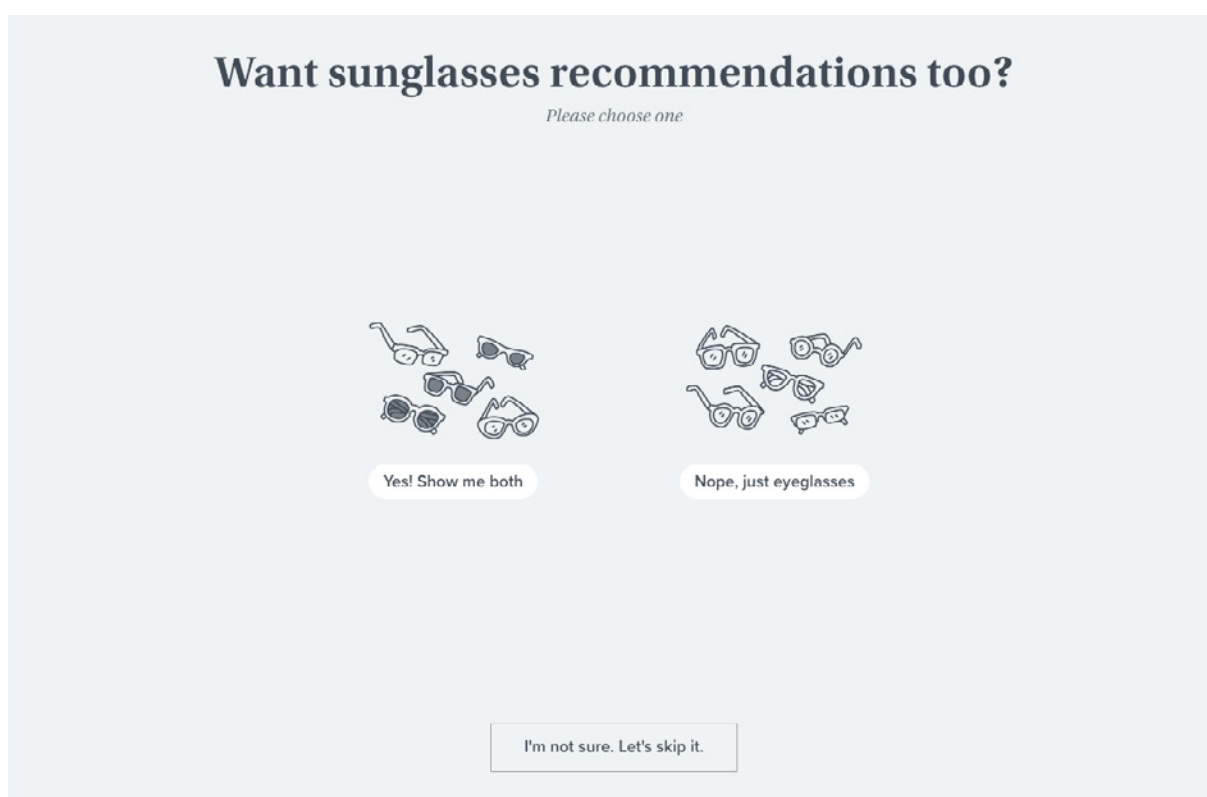 Want sunglasses recommendations too?
Please choose one
Yes! Show me both
Nope, just eyeglasses
I'm not sure. Let's skip it.